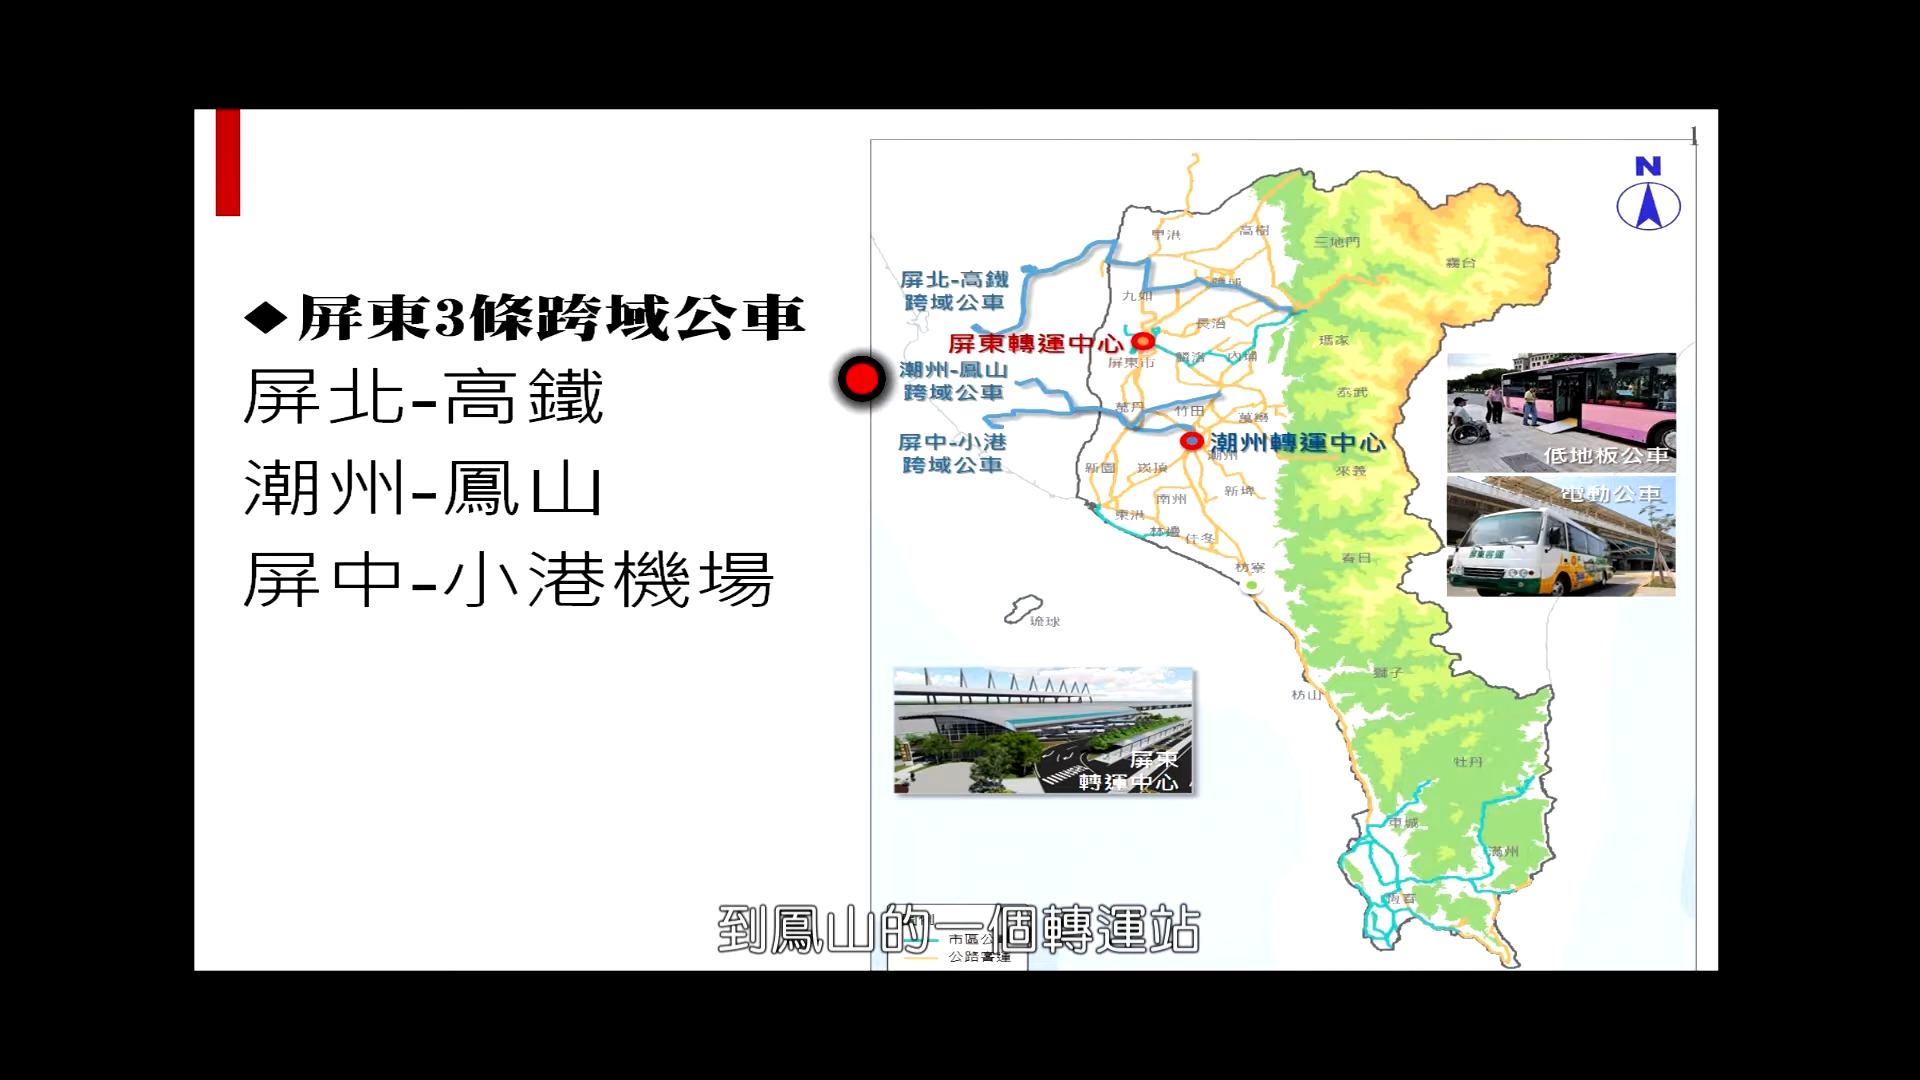 1
N
◆屏東3條跨域公車
屏北-高鐵
潮州-鳳山
屏中-小港機場
屏北-高鐵
跨域公車
屏東轉運中心
潮州-鳳山
跨域公車
屏中-小港
跨域公車
潮州轉運中心
里港
高樹
三地門
霧台
九如
鹽埔
長治
瑪家
屏東市
麟洛
內埔
泰武
萬丹
竹田
萬巒
潮州
來義
新園
崁頂
新埤
南州
東港
林邊
佳冬
春日
枋寮
琉球
獅子
枋山
牡丹
車城
滿州
恆春
低地板公車
電動公車
屏東客運
屏東
轉運中心
市區公
公路客運
到鳳山的一個轉運站